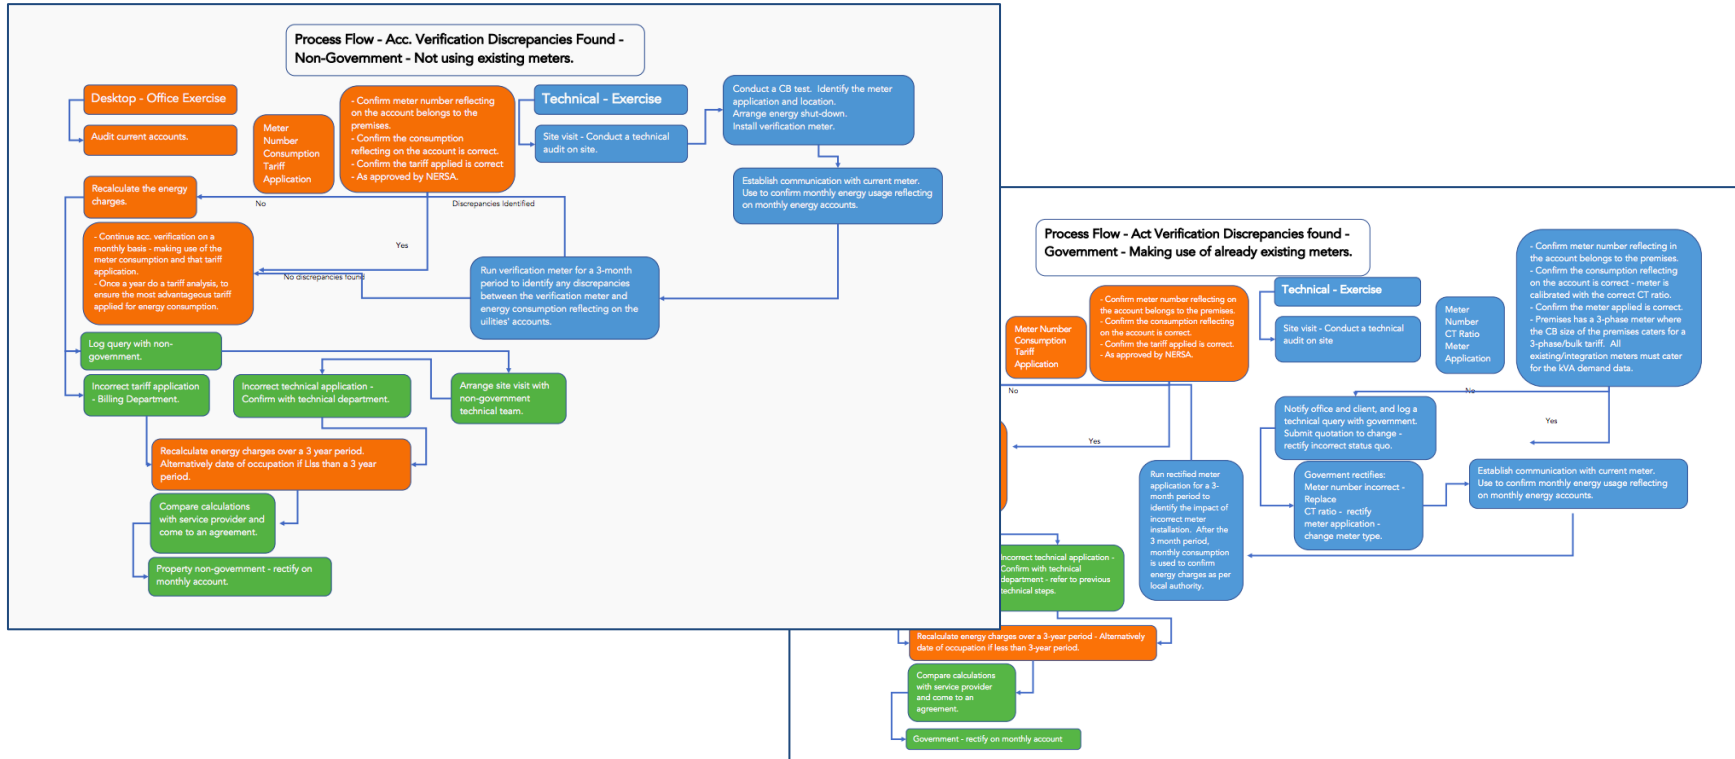 Process Flow - Acc. Verification Discrepancies Found -
Non-Government - Not using existing meters.
Desktop - Office Exercise
Audit current accounts.
Meter
Number
Consumption
Tariff
Application
- Confirm meter number reflecting
on the account belongs to the
premises.
- Confirm the consumption
reflecting on the account is correct.
- Confirm the tariff applied is correct
- As approved by NERSA.
Technical - Exercise
Site visit - Conduct a technical
audit on site.
Conduct a CB test. Identify the meter
application and location.
Arrange energy shut-down.
Install verification meter.
Establish communication with current meter.
Use to confirm monthly energy usage reflecting
on monthly energy accounts.
Recalculate the energy
charges.
No
Discrepancies Identified
Yes
No discrepancies found
- Continue acc. verification on a
monthly basis - making use of the
meter consumption and that tariff
application.
- Once a year do a tariff analysis, to
ensure the most advantageous tariff
applied for energy consumption.
Run verification meter for a 3-month
period to identify any discrepancies
between the verification meter and
energy consumption reflecting on the
uilities' accounts.
Log query with non-
government.
Incorrect tariff application
- Billing Department.
Incorrect technical application -
Confirm with technical department.
Arrange site visit with
non-government
technical team.
Recalculate energy charges over a 3 year period.
Alternatively date of occupation if LIss than a 3 year
period.
Compare calculations
with service provider and
come to an agreement.
Property non-government - rectify on
monthly account.
Process Flow - Act Verification Discrepancies found -
Government - Making use of already existing meters.
Meter Number
Consumption
Tariff
Application
- Confirm meter number reflecting on
the account belongs to the premises.
- Confirm the consumption reflecting
on the account is correct.
- Confirm the tariff applied is correct.
- As approved by NERSA.
Technical - Exercise
Site visit - Conduct a technical
audit on site
Meter
Number
CT Ratio
Meter
Application
- Confirm meter number reflecting in
the account belongs to the premises.
- Confirm the consumption reflecting
on the account is correct - meter is
calibrated with the correct CT ratio.
- Confirm the meter applied is correct.
- Premises has a 3-phase meter where
the CB size of the premises caters for a
3-phase/bulk tariff. All
existing/integration meters must cater
for the kVA demand data.
No
No
Yes
Yes
Notify office and client, and log a
technical query with government.
Submit quotation to change -
rectify incorrect status quo.
Goverment rectifies:
Meter number incorrect -
Replace
CT ratio - rectify
meter application -
change meter type.
Establish communication with current meter.
Use to confirm monthly energy usage reflecting
on monthly energy accounts.
Run rectified meter
application for a 3-
month period to
identify the impact of
incorrect meter
installation. After the
3 month period,
monthly consumption
is used to confirm
energy charges as per
local authority.
Incorrect technical application -
Confirm with technical
department - refer to previous
technical steps.
Recalculate energy charges over a 3-year period - Alternatively
date of occupation if less than 3-year period.
Compare calculations
with service provider
and come to an
agreement.
Government - rectify on monthly account